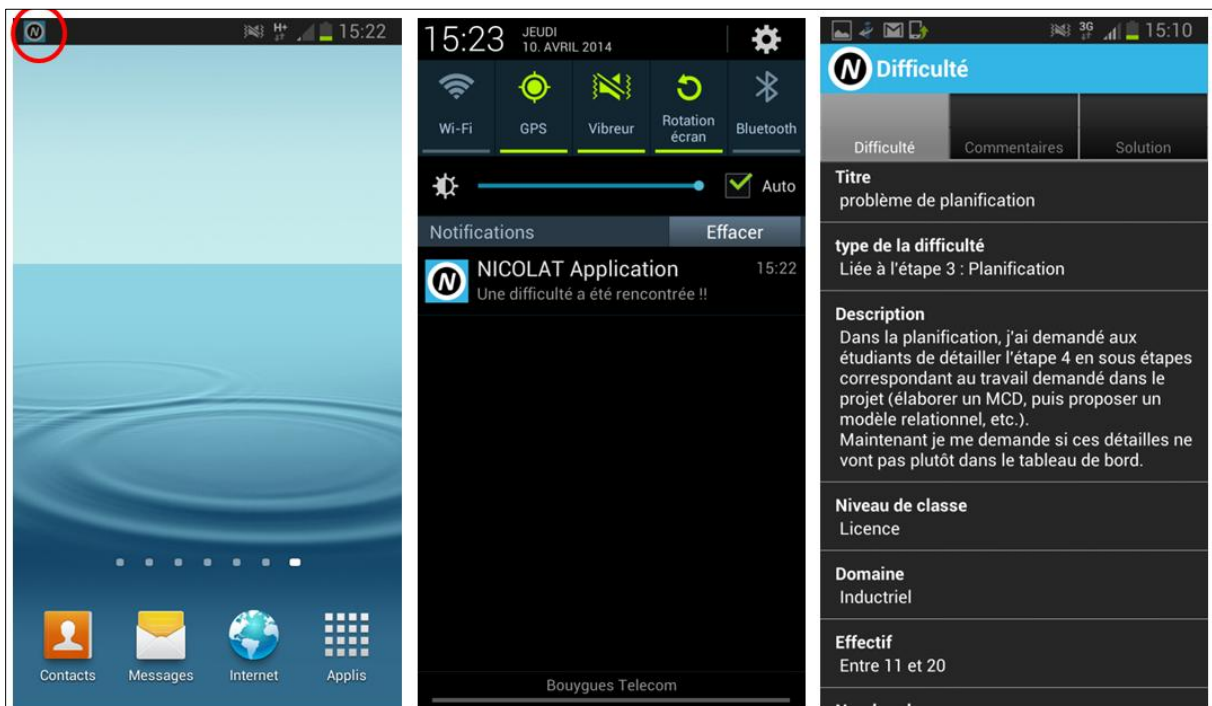 N
H+
15:22
Contacts
Messages
Internet
Applis
15:23
JEUDI
10. AVRIL 2014
Wi-Fi
GPS
Vibreur
Rotation
écran
Bluetooth
Auto
Notifications
Effacer
N
NICOLAT Application
15:22
Une difficulté a été rencontrée !!
Bouygues Telecom
3G
15:10
N
Difficulté
Difficulté
Commentaires
Solution
Titre
problème de planification
type de la difficulté
Liée à l'étape 3 : Planification
Description
Dans la planification, j'ai demandé aux
étudiants de détailler l'étape 4 en sous étapes
correspondant au travail demandé dans le
projet (élaborer un MCD, puis proposer un
modèle relationnel, etc.).
Maintenant je me demande si ces détailles ne
vont pas plutôt dans le tableau de bord.
Niveau de classe
Licence
Domaine
Inductriel
Effectif
Entre 11 et 20